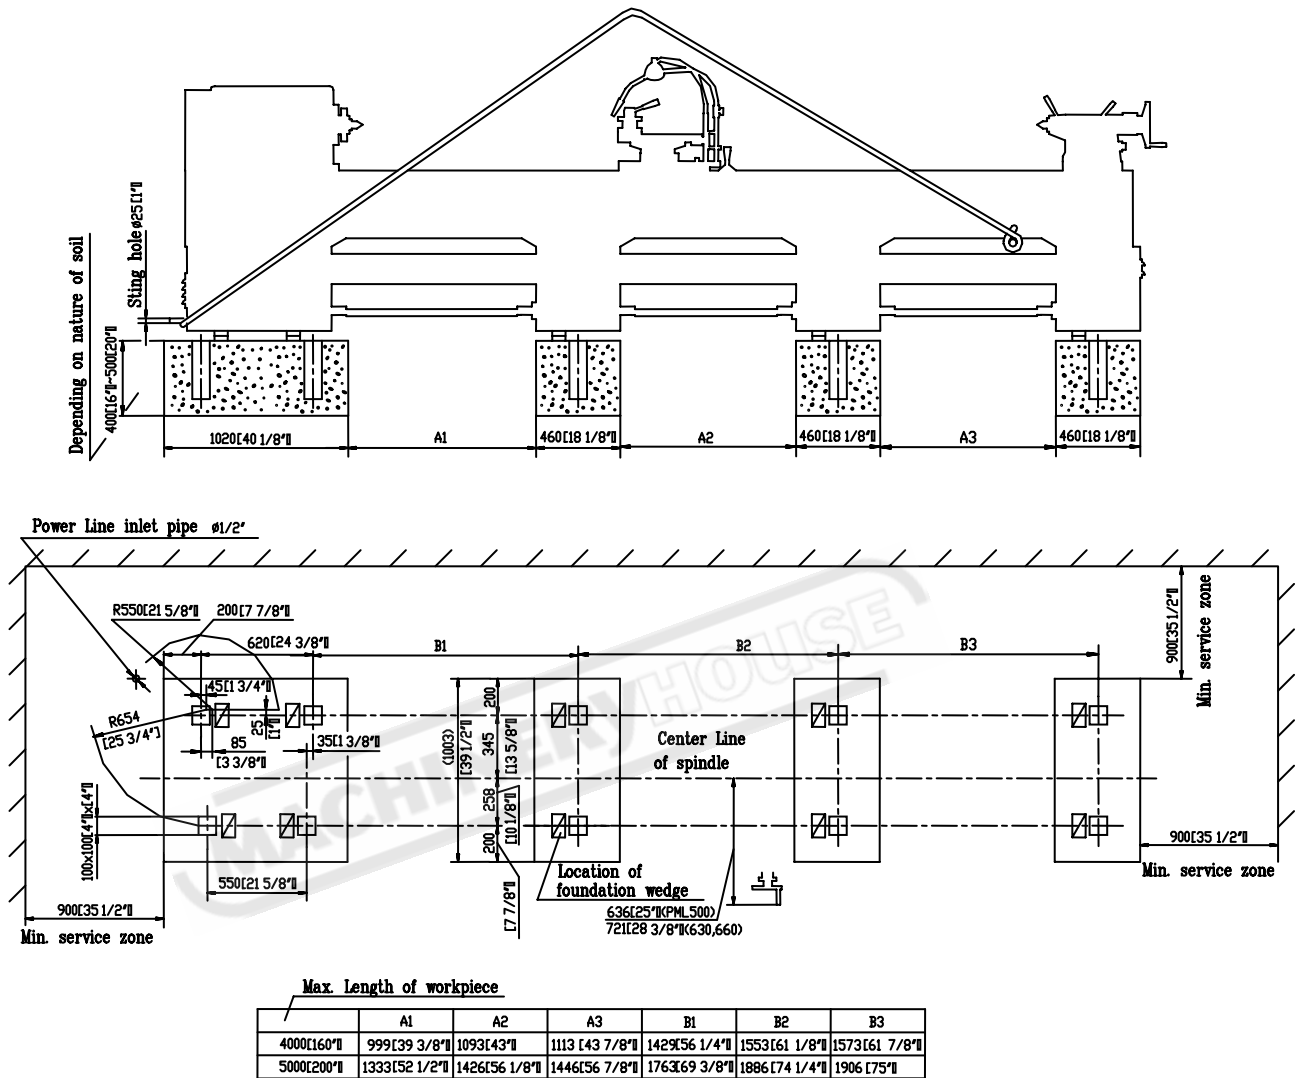 Sting hole ø25[1"]
Depending on nature of soil
400[16"]~500[20"]
1020[40 1/8"]
A1
460[18 1/8"]
A2
460[18 1/8"]
A3
460[18 1/8"]
Power Line inlet pipe ø1/2"
R550[21 5/8"]
200[7 7/8"]
620[24 3/8"]
B1
B2
B3
900[35 1/2"]
Min. service zone
45[1 3/4"]
25
[1"]
R654
[25 3/4"]
85
[3 3/8"]
35[1 3/8"]
(1003)
[39 1/2"]
200
345
[13 5/8"]
258
[10 1/8"]
200
[7 7/8"]
Center Line
of spindle
MACHINERYHOUSE
100x100[4"]x[4"]
550[21 5/8"]
Location of
foundation wedge
636[25"](PML500)
721[28 3/8"](630,660)
900[35 1/2"]
Min. service zone
900[35 1/2"]
Min. service zone
Max. Length of workpiece
A1 A2 A3 B1 B2 B3
4000[160"] 999[39 3/8"] 1093[43"] 1113 [43 7/8"] 1429[56 1/4"] 1553[61 1/8"] 1573[61 7/8"]
5000[200"] 1333[52 1/2"] 1426[56 1/8"] 1446[56 7/8"] 1763[69 3/8"] 1886[74 1/4"] 1906 [75"]